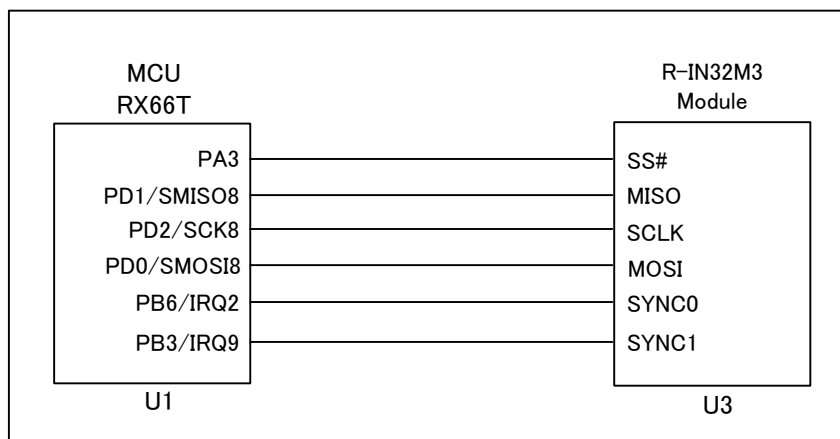 MCU
RX66T
PA3
PD1/SMISO8
PD2/SCK8
PD0/SMOSI8
PB6/IRQ2
PB3/IRQ9
U1
R-IN32M3
Module
SS#
MISO
SCLK
MOSI
SYNC0
SYNC1
U3